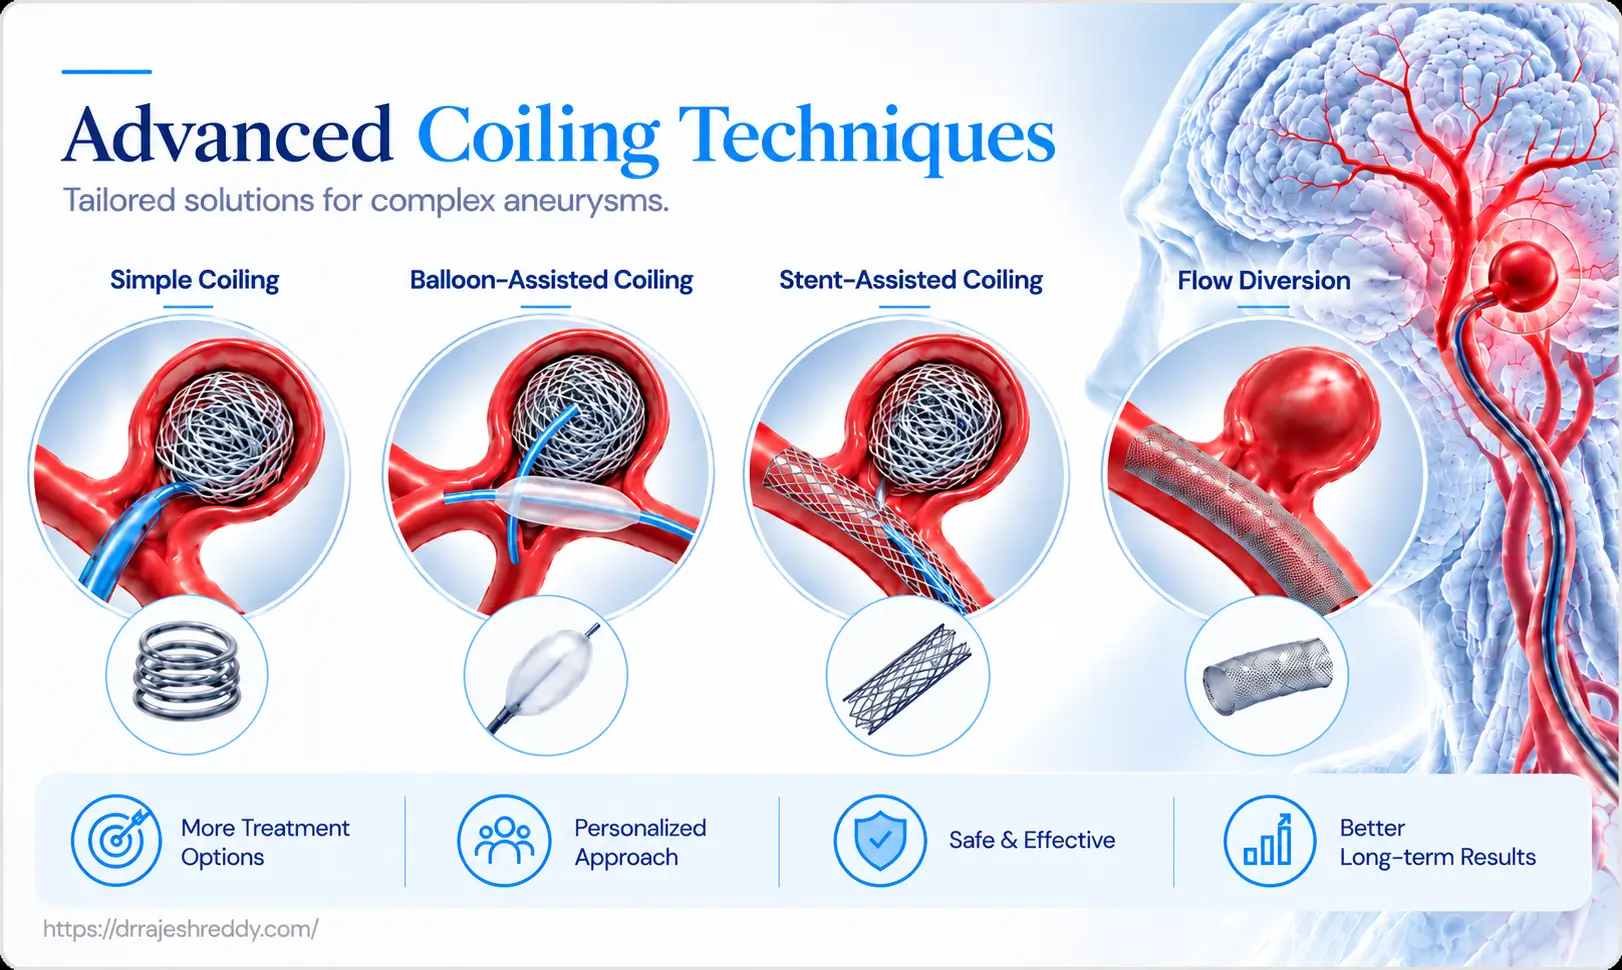 Advanced Coiling Techniques
Tailored solutions for complex aneurysms.
Simple Coiling
Balloon-Assisted Coiling
Stent-Assisted Coiling
Flow Diversion
More Treatment
Options
Personalized
Approach
Safe & Effective
Better
Long-term Results
https://drrajeshreddy.com/